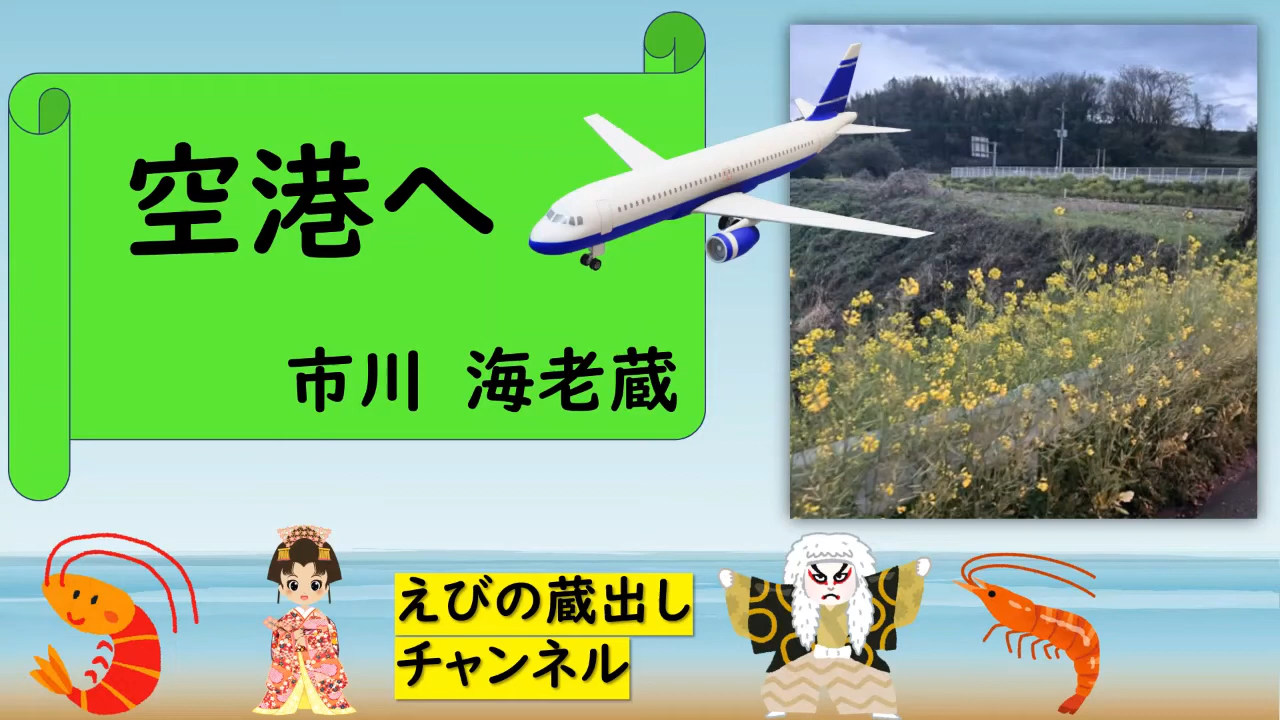 空港へ
市川 海老蔵
えびの蔵出し
チャンネル